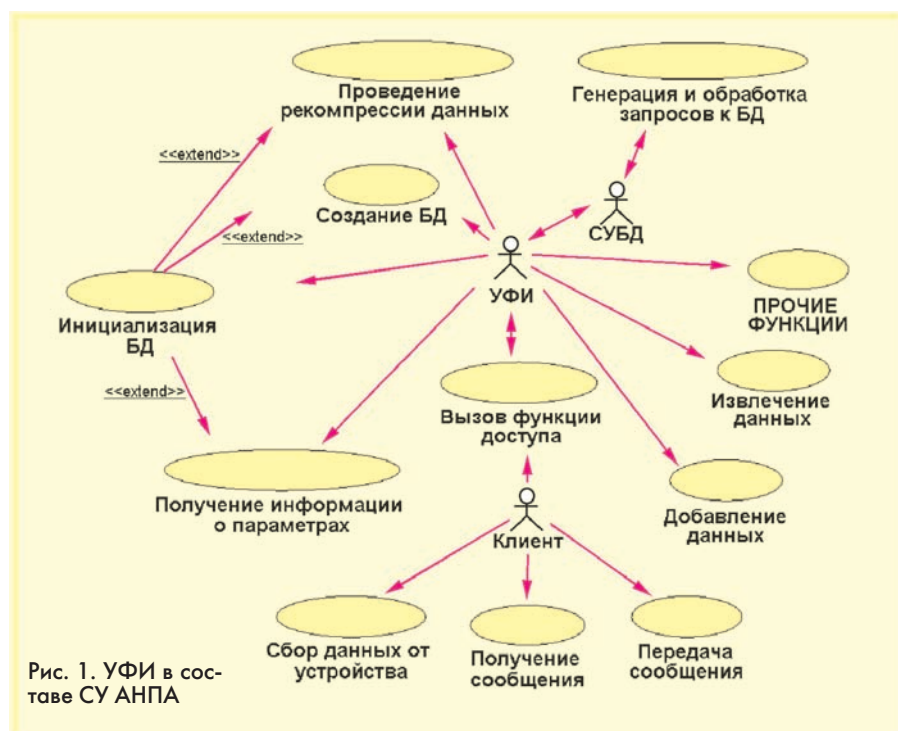 Проведение
рекомпрессии данных
Генерация и обработка
запросов к БД
<<extend>>
Создание БД
СУБД
<<extend>>
УФИ
ПРОЧИЕ
ФУНКЦИИ
Инициализация
БД
<<extend>>
Извлечение
данных
Вызов функции
доступа
Получение информации
о параметрах
Добавление
данных
Клиент
Сбор данных от
устройства
Получение
сообщения
Передача
сообщения
Рис. 1. УФИ в сос-
таве СУ АНПА